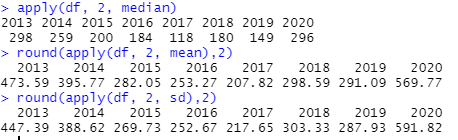 > apply(df, 2, median)
2013 2014 2015 2016 2017 2018 2019 2020
298 259 200 184 118 180 149 296
> round(apply(df, 2, mean),2)
2013 2014 2015 2016 2017 2018 2019 2020
473.59 395.77 282.05 253.27 207.82 298.59 291.09 569.77
> round(apply(df, 2, sd),2)
2013 2014 2015 2016 2017 2018 2019 2020
447.39 388.62 269.73 252.67 217.65 303.33 287.93 591.82